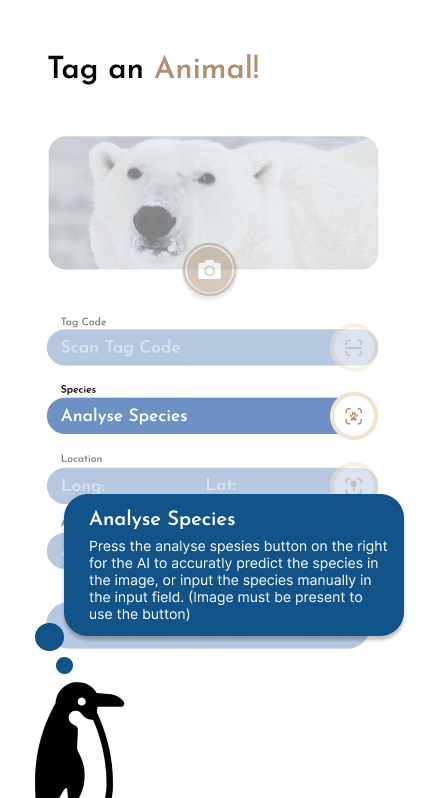 Tag an Animal!
Tag Code
Scan Tag Code
Species
Analyse Species
Location
Long: Lat:
Analyse Species
Press the analyse spesies button on the right
for the AI to accuratly predict the species in
the image, or input the species manually in
the input field. (Image must be present to
use the button)